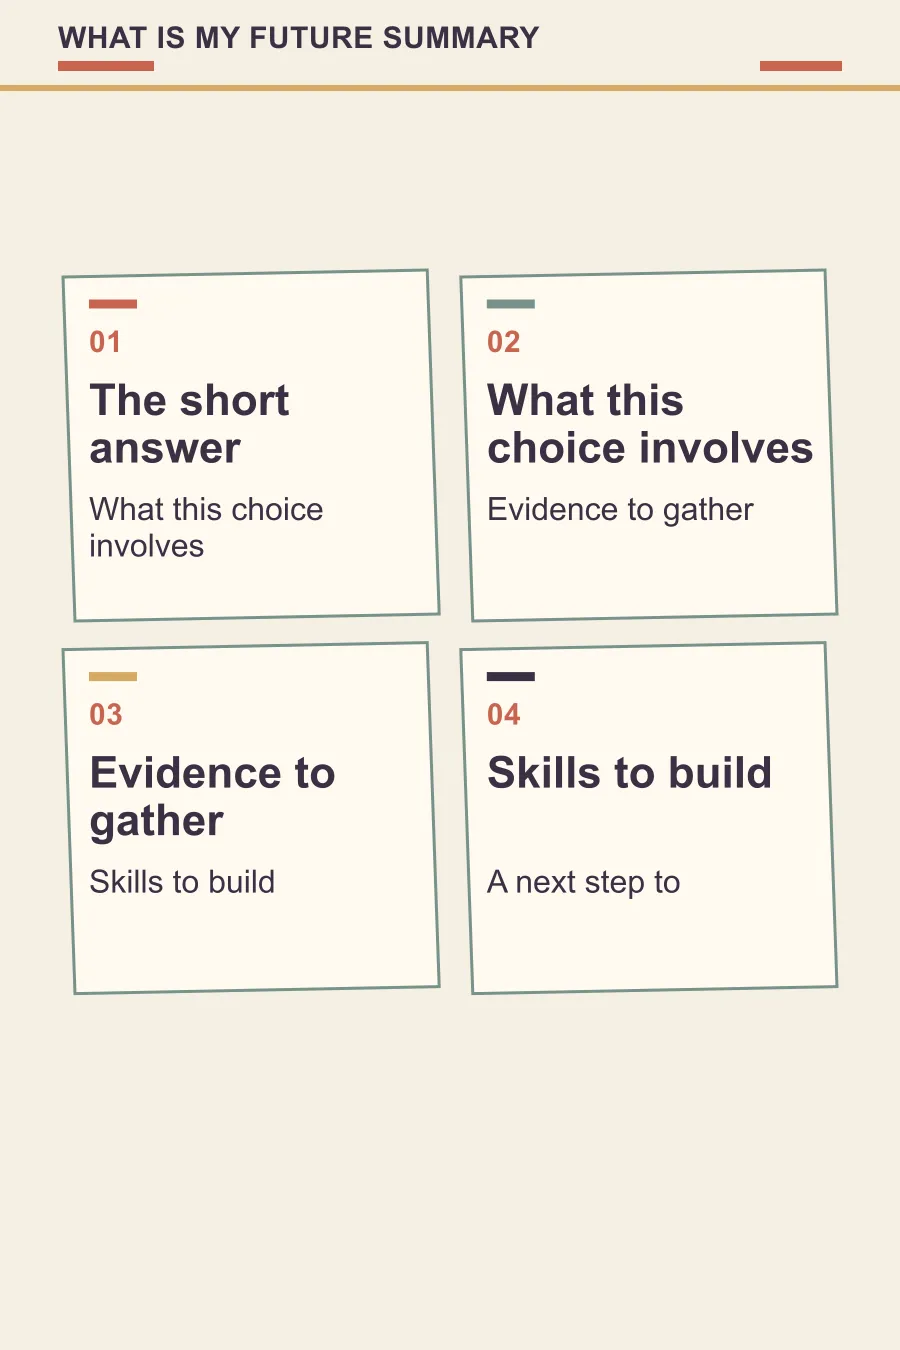 WHAT IS MY FUTURE SUMMARY
01
The short
answer
What this choice
involves
02
What this
choice involves
Evidence to gather
03
Evidence to
gather
Skills to build
04
Skills to build
A next step to